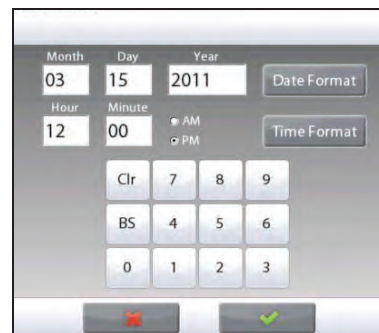 Month Day Year
03 15 2011 Date Format
Hour Minute
12 00 AM Time Format
PM
Clr 7 8 9
BS 4 5 6
0 1 2 3